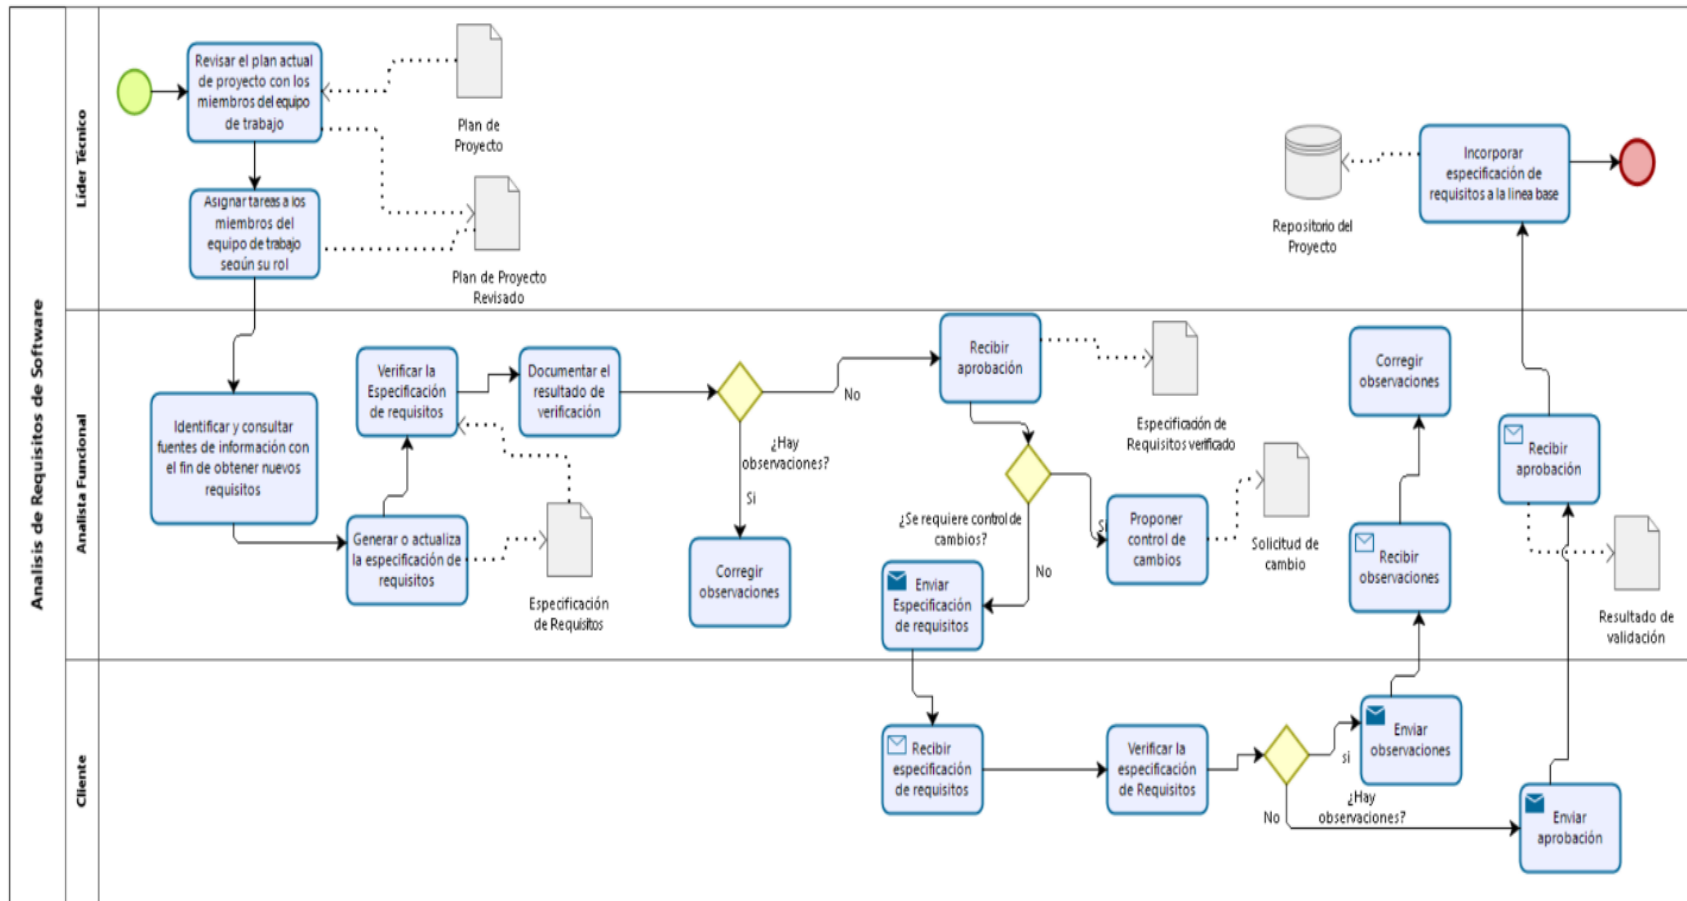 Analisis de Requisitos de Software
Líder Técnico
Revisar el plan actual
de proyecto con los
miembros del equipo
de trabajo
Plan de
Proyecto
Asignar tareas a los
miembros del
equipo de trabajo
según su rol
Plan de Proyecto
Revisado
Repositorio del
Proyecto
Incorporar
especificación de
requisitos a la linea base
Analista Funcional
Identificar y consultar
fuentes de información con
el fin de obtener nuevos
requisitos
Generar o actualiza
la especificación de
requisitos
Especificación
de Requisitos
Verificar la
Especificación
de requisitos
Documentar el
resultado de
verificación
¿Hay
observaciones?
Si
No
Corregir
observaciones
Recibir
aprobación
Especificación de
Requisitos verificado
¿Se requiere control de
cambios?
Si
No
Proponer
control de
cambios
Solicitud de
cambio
Enviar
Especificación
de requisitos
Corregir
observaciones
Recibir
observaciones
Recibir
aprobación
Resultado de
validación
Cliente
Recibir
especificación
de requisitos
Verificar la
especificación
de Requisitos
si
¿Hay
observaciones?
No
Enviar
observaciones
Enviar
aprobación